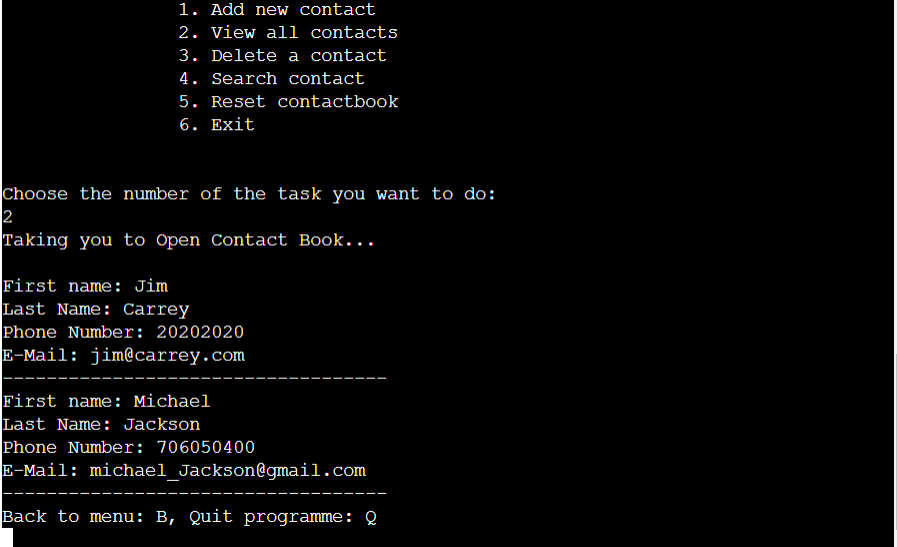 1. Add new contact
2. View all contacts
3. Delete a contact
4. Search contact
5. Reset contactbook
6. Exit
Choose the number of the task you want to do:
2
Taking you to Open Contact Book...
First name: Jim
Last Name: Carrey
Phone Number: 20202020
E-Mail: jim@carrey.com
-----------------------------------
First name: Michael
Last Name: Jackson
Phone Number: 706050400
E-Mail: michael_Jackson@gmail.com
-----------------------------------
Back to menu: B, Quit programme: Q